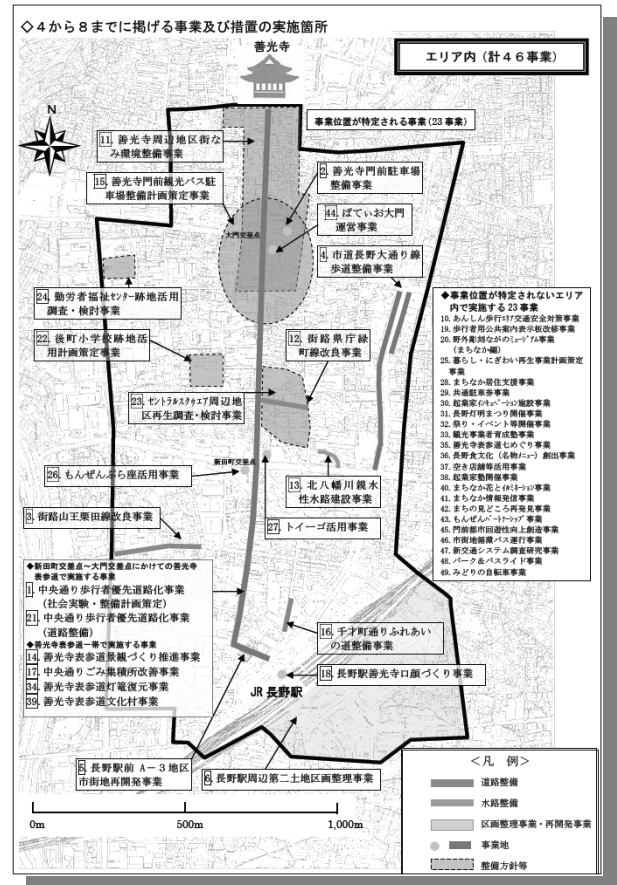 ◇４から８までに掲げる事業及び措置の実施箇所
善光寺
エリア内（計４６事業）
N
事業位置が特定される事業（23事業）
11. 善光寺周辺地区街な
み環境整備事業
2. 善光寺門前駐車場
整備事業
15. 善光寺門前観光バス駐
車場整備計画策定事業
44. ぱてぃお大門
運営事業
大門交差点
4. 市道長野大通り線
歩道整備事業
24. 勤労者福祉センター跡地活用
調査・検討事業
22. 後町小学校跡地活
用計画策定事業
12. 街路県庁緑
町線改良事業
23. セントラルスクゥエア周辺地
区再生調査・検討事業
新田町交差点
26. もんぜんぷら座活用事業
13. 北八幡川親水
性水路建設事業
3. 街路山王栗田線改良事業
27. トイーゴ活用事業
◆事業位置が特定されないエリア
内で実施する 23 事業
10. あんしん歩行エリア交通安全対策事業
19. 歩行者用公共案内表示板改修事業
20. 野外彫刻ながのミュージアム事業
（まちなか編）
25. 暮らし・にぎわい再生事業計画策定
事業
28. まちなか居住支援事業
29. 共通駐車券事業
30. 起業家インキュベーション施設事業
31. 長野灯明まつり開催事業
32. 祭り・イベント等開催事業
33. 観光事業者育成塾事業
35. 善光寺表参道七めぐり事業
36. 長野食文化（名物メニュー）創出事業
37. 空き店舗等活用事業
38. 起業家塾開催事業
40. まちなか花とイルミネーション事業
41. まちなか情報発信事業
42. まちの見どころ再発見事業
43. もんぜんパートナーシップ事業
45. 門前都市回遊性向上創造事業
46. 市街地循環バス運行事業
47. 新交通システム調査研究事業
48. パーク＆バスライド事業
49. みどりの自転車事業
◆新田町交差点～大門交差点にかけての善光寺
表参道で実施する事業
1. 中央通り歩行者優先道路化事業
（社会実験・整備計画策定）
21. 中央通り歩行者優先道路化事業
（道路整備）
◆善光寺表参道一帯で実施する事業
14. 善光寺表参道景観づくり推進事業
17. 中央通りごみ集積所改善事業
34. 善光寺表参道灯篭復元事業
39. 善光寺表参道文化村事業
16. 千才町通りふれあい
の道整備事業
18. 長野駅善光寺口顔づくり事業
JR 長野駅
5. 長野駅前 A－３地区
市街地再開発事業
6. 長野駅周辺第二土地区画整理事業
0m
500m
1,000m
＜凡　例＞
道路整備
水路整備
区画整理事業・再開発事業
事業地
整備方針等